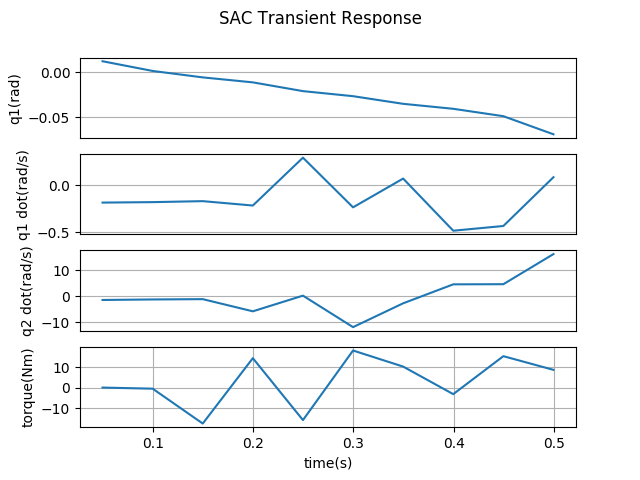 SAC Transient Response
q1(rad)
0.00
−0.05
q1 dot(rad/s)
0.0
−0.5
q2 dot(rad/s)
10
0
−10
torque(Nm)
10
0
−10
0.1 0.2 0.3 0.4 0.5
time(s)